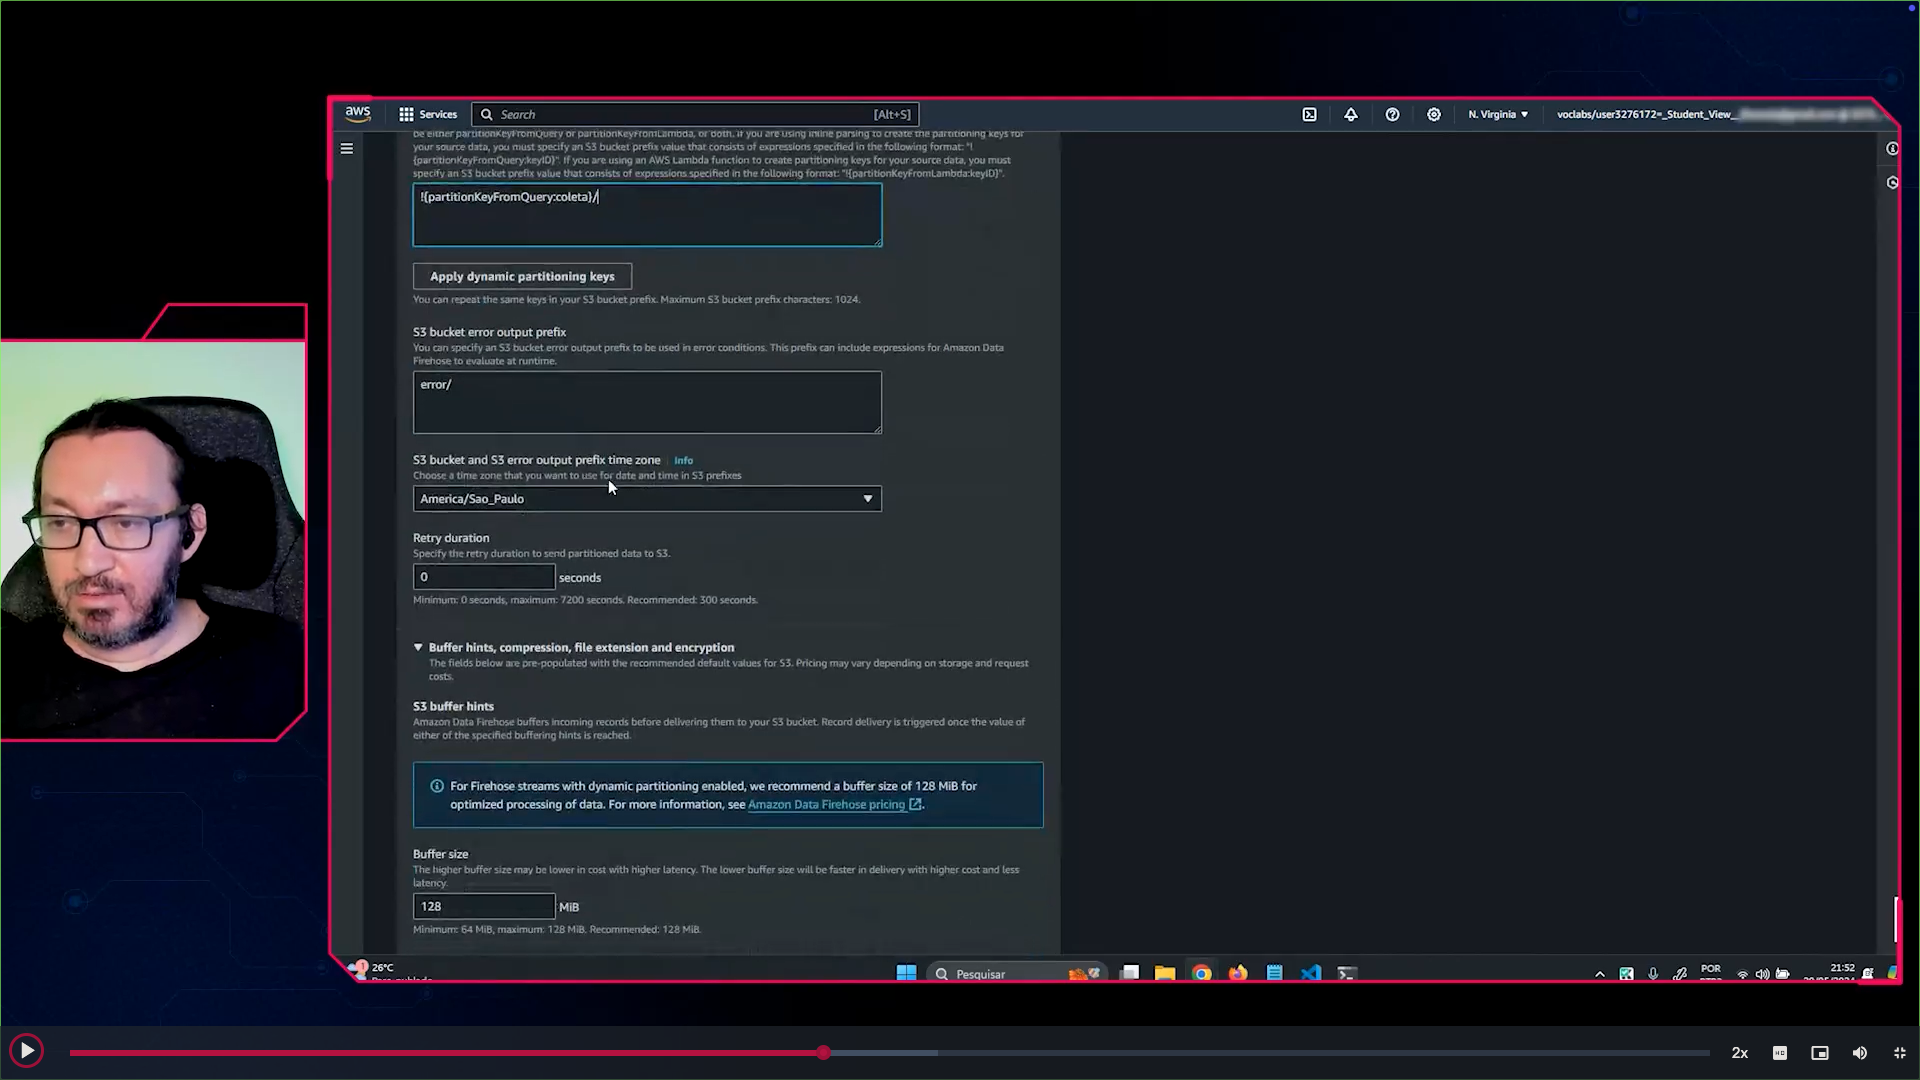 aws
Services
Search
[Alt+S]
N. Virginia
voclabs/user3276172=_Student_View_
be either partitionKeyFromQuery or partitionKeyFromLambda, or both. If you are using inline parsing to create the partitioning keys for
your source data, you must specify an S3 bucket prefix value that consists of expressions specified in the following format: "!
{partitionKeyFromQuery:keyID}". If you are using an AWS Lambda function to create partitioning keys for your source data, you must
specify an S3 bucket prefix value that consists of expressions specified in the following format: "!{partitionKeyFromLambda:keyID}".
!{partitionKeyFromQuery:coleta}/
Apply dynamic partitioning keys
You can repeat the same keys in your S3 bucket prefix. Maximum S3 bucket prefix characters: 1024.
S3 bucket error output prefix
You can specify an S3 bucket error output prefix to be used in error conditions. This prefix can include expressions for Amazon Data
Firehose to evaluate at runtime.
error/
S3 bucket and S3 error output prefix time zone
Info
Choose a time zone that you want to use for date and time in S3 prefixes
America/Sao_Paulo
Retry duration
Specify the retry duration to send partitioned data to S3.
0
seconds
Minimum: 0 seconds, maximum: 7200 seconds. Recommended: 300 seconds.
Buffer hints, compression, file extension and encryption
The fields below are pre-populated with the recommended default values for S3. Pricing may vary depending on storage and request
costs.
S3 buffer hints
Amazon Data Firehose buffers incoming records before delivering them to your S3 bucket. Record delivery is triggered once the value of
either of the specified buffering hints is reached.
For Firehose streams with dynamic partitioning enabled, we recommend a buffer size of 128 MiB for
optimized processing of data. For more information, see Amazon Data Firehose pricing.
Buffer size
The higher buffer size may be lower in cost with higher latency. The lower buffer size will be faster in delivery with higher cost and less
latency.
128
MiB
Minimum: 64 MiB, maximum: 128 MiB. Recommended: 128 MiB.
1
26°C
Pesquisar
POR
21:52
2x
HD